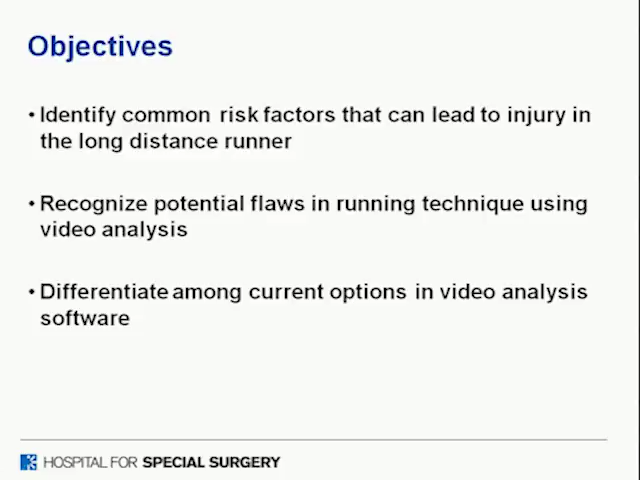 Objectives
• Identify common risk factors that can lead to injury in
the long distance runner
• Recognize potential flaws in running technique using
video analysis
• Differentiate among current options in video analysis
software
HOSPITAL FOR SPECIAL SURGERY